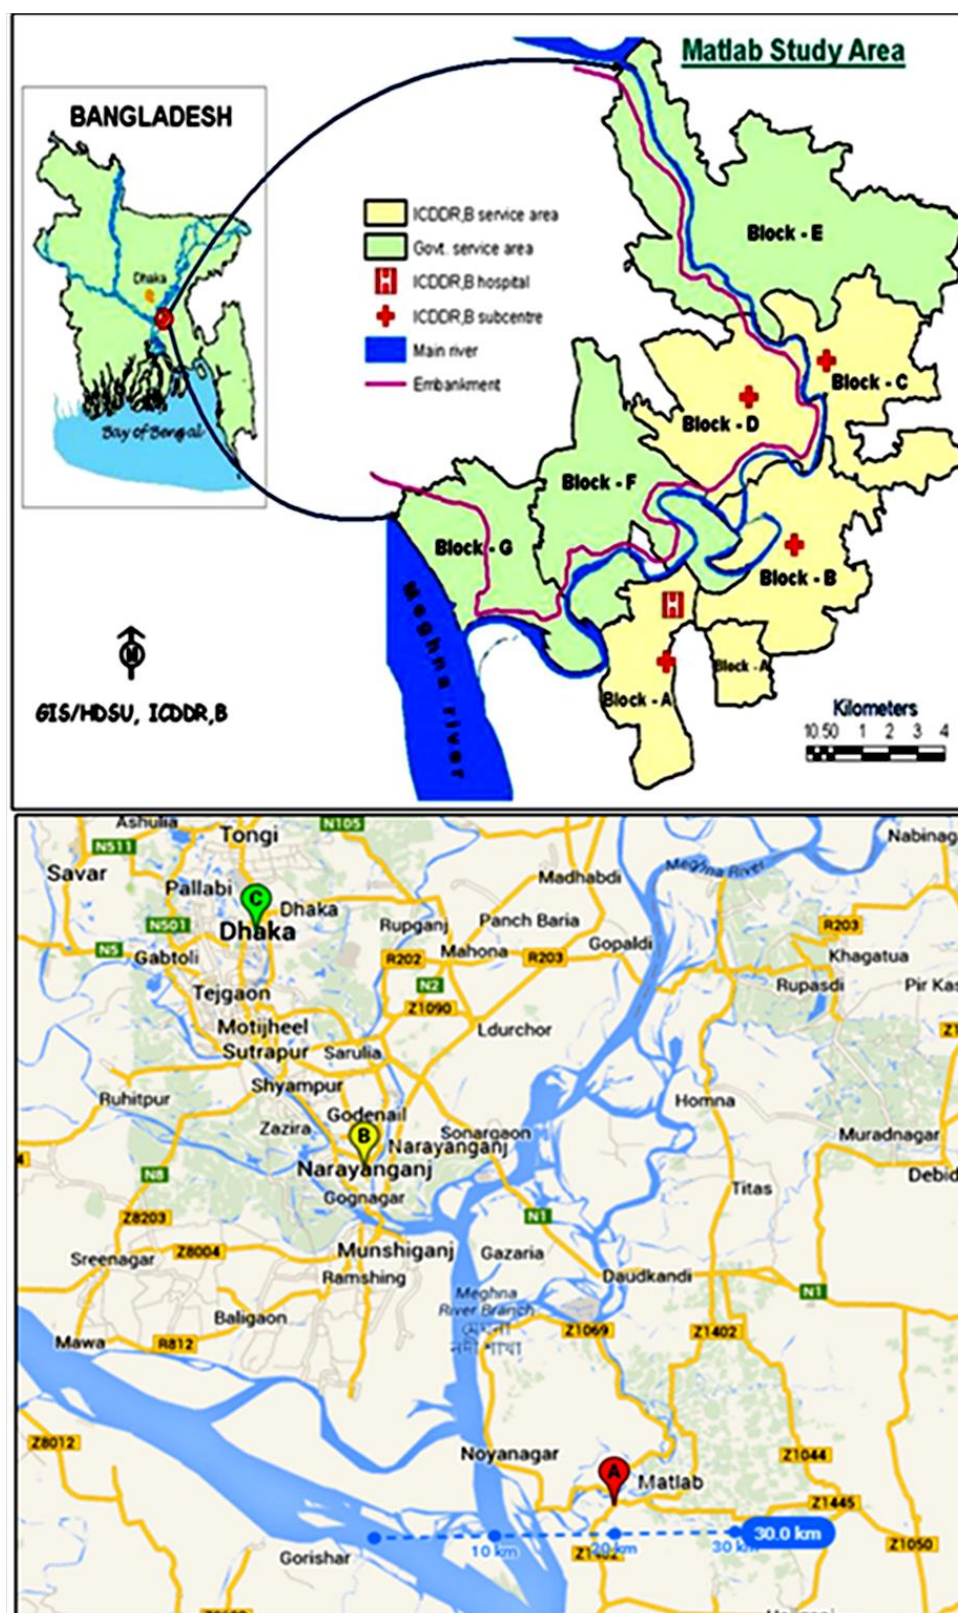 Matlab Study Area
BANGLADESH
Dhaka
Bay of Bengal
ICDDR,B service area
Govt. service area
H ICDDR,B hospital
ICDDR,B subcentre
Main river
Embankment
Block - E
Block - C
Block - D
Block - F
Block - G
Block - B
H
Block - A
Block - A
Meghna river
N
GIS/HDSU, ICDDR,B
Kilometers
10.50 1 2 3 4
Ashulia
Tongi
N105
Nabinag
N511
Savar
Meghna River
Pallabi
Madhabdi
C
Dhaka
Dhaka
N501
Rupganj
Panch Baria
R203
N5
Gabtoli
Mahona
Gopaldi
R202
R203
Khagatua
Tejgaon
N2
Rupasdi
Pir Kas
Z1090
Motijheel
Ldurchor
Z1
Sutrapur
Sarulia
Shyampur
Ruhitpur
Homna
Godenail
Zazira
B
Narayanganj
Sonargaon
Muradnagar
Narayanganj
N8
Debid
Gognagar
Titas
Z8203
N1
Munshiganj
Gazaria
Z8004
Sreenagar
Ramshing
Daudkandi
Meghna
River Branch
মেঘনা
নদী শাখা
N1
Baligaon
Mawa
R812
Z1069
Z1402
Z8012
Noyanagar
Z1044
A
Matlab
Z1445
30.0 km
10 km
20 km
30 km
Gorishar
Z1050